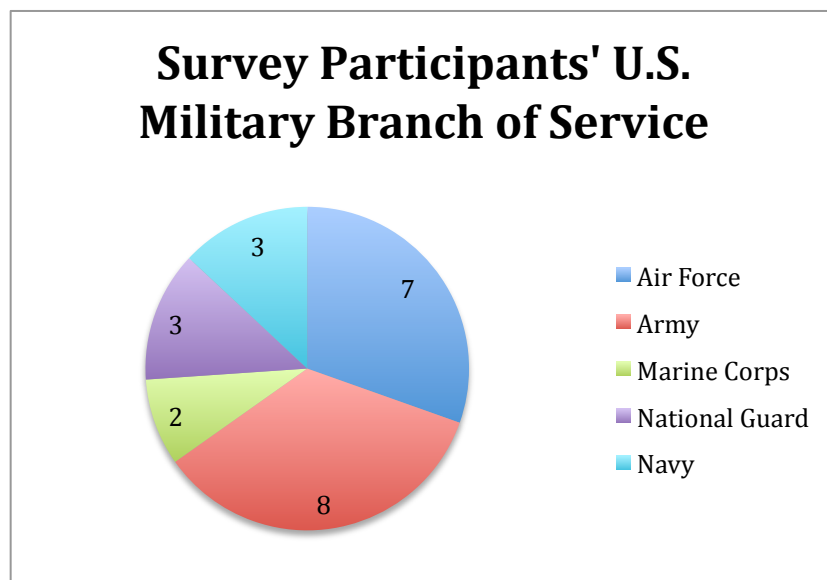 Survey Participants' U.S.
Military Branch of Service
3
7
3
2
8
Air Force
Army
Marine Corps
National Guard
Navy